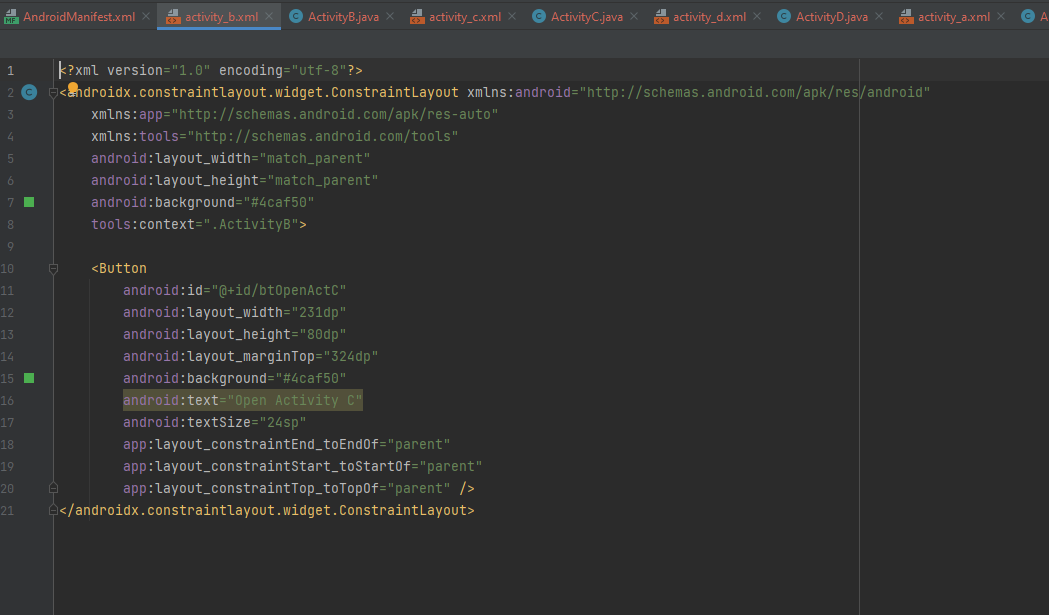 AndroidManifest.xml activity_b.xml ActivityB.java activity_c.xml ActivityC.java activity_d.xml ActivityD.java activity_a.xml A
1 <?xml version="1.0" encoding="utf-8"?>
2 <androidx.constraintlayout.widget.ConstraintLayout xmlns:android="http://schemas.android.com/apk/res/android"
3 xmlns:app="http://schemas.android.com/apk/res-auto"
4 xmlns:tools="http://schemas.android.com/tools"
5 android:layout_width="match_parent"
6 android:layout_height="match_parent"
7 android:background="#4caf50"
8 tools:context=".ActivityB">
9
10 <Button
11 android:id="@+id/btOpenActC"
12 android:layout_width="231dp"
13 android:layout_height="80dp"
14 android:layout_marginTop="324dp"
15 android:background="#4caf50"
16 android:text="Open Activity C"
17 android:textSize="24sp"
18 app:layout_constraintEnd_toEndOf="parent"
19 app:layout_constraintStart_toStartOf="parent"
20 app:layout_constraintTop_toTopOf="parent" />
21 </androidx.constraintlayout.widget.ConstraintLayout>